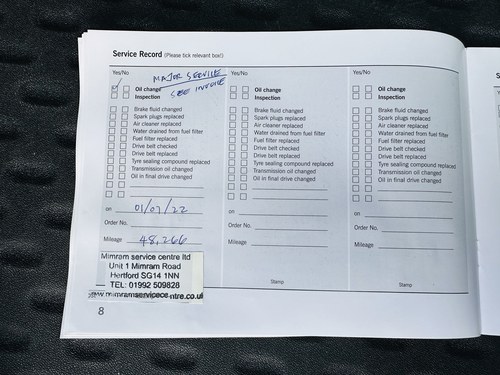 Service Record (Please tick relevant box!)
Yes/No
MAJOR SERVICE
SEE INVOICE
Oil change
Inspection
Brake fluid changed
Spark plugs replaced
Air cleaner replaced
Water drained from fuel filter
Fuel filter replaced
Drive belt checked
Drive belt replaced
Tyre sealing compound replaced
Transmission oil changed
Oil in final drive changed
on 01/07/22
Order No.
Mileage 48,266
Mimram service centre ltd
Unit 1 Mimram Road
Hertford SG14 1NN
TEL: 01992 509828
www.mimramservicecentre.co.uk
8
Yes/No
Oil change
Inspection
Brake fluid changed
Spark plugs replaced
Air cleaner replaced
Water drained from fuel filter
Fuel filter replaced
Drive belt checked
Drive belt replaced
Tyre sealing compound replaced
Transmission oil changed
Oil in final drive changed
on
Order No.
Mileage
Stamp
Yes/No
Oil change
Inspection
Brake fluid changed
Spark plugs replaced
Air cleaner replaced
Water drained from fuel filter
Fuel filter replaced
Drive belt checked
Drive belt replaced
Tyre sealing compound replaced
Transmission oil changed
Oil in final drive changed
on
Order No.
Mileage
Stamp